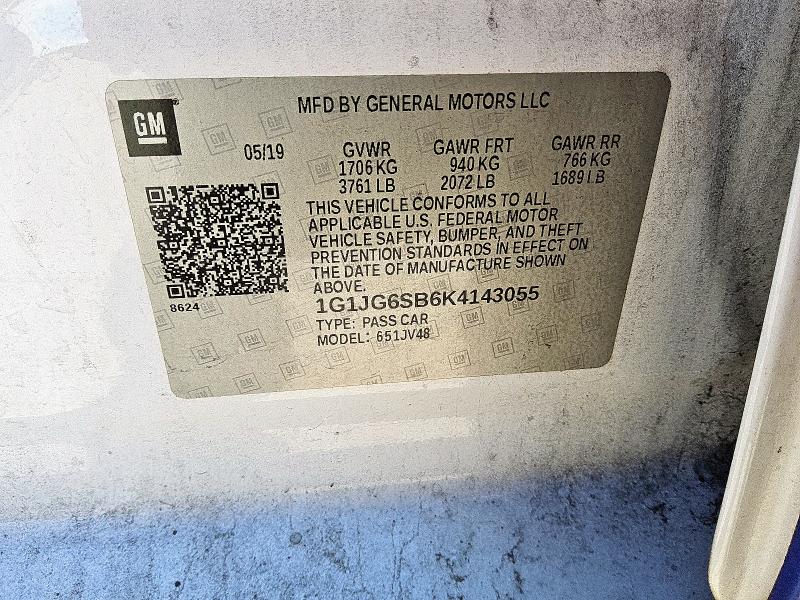 GM
MFD BY GENERAL MOTORS LLC
05/19 GVWR GAWR FRT GAWR RR
1706 KG 940 KG 766 KG
3761 LB 2072 LB 1689 LB
THIS VEHICLE CONFORMS TO ALL
APPLICABLE U.S. FEDERAL MOTOR
VEHICLE SAFETY, BUMPER, AND THEFT
PREVENTION STANDARDS IN EFFECT ON
THE DATE OF MANUFACTURE SHOWN
ABOVE.
8624
1G1JG6SB6K4143055
TYPE: PASS CAR
MODEL: 651JV48